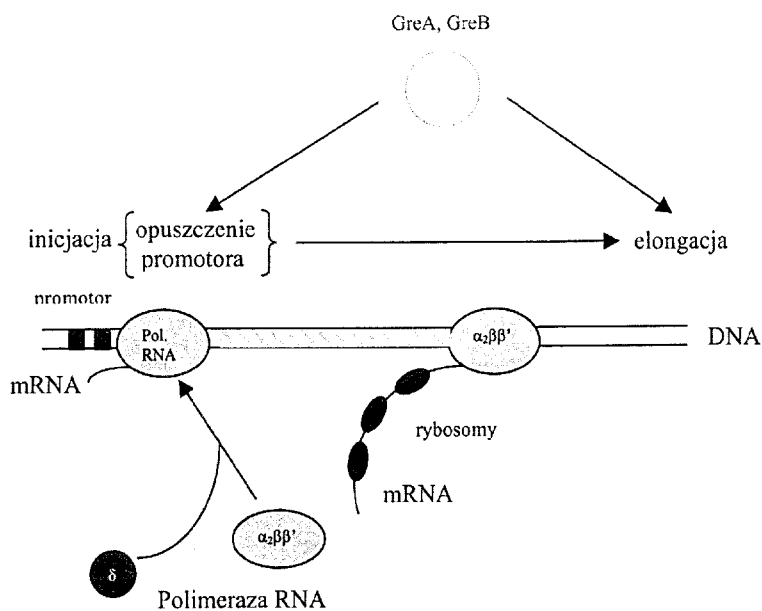 GreA, GreB
inicjacja { opuszczenie
promotora }
elongacja
promotor
Pol.
RNA
α₂ββ'
DNA
mRNA
rybosomy
mRNA
α₂ββ'
δ
Polimeraza RNA